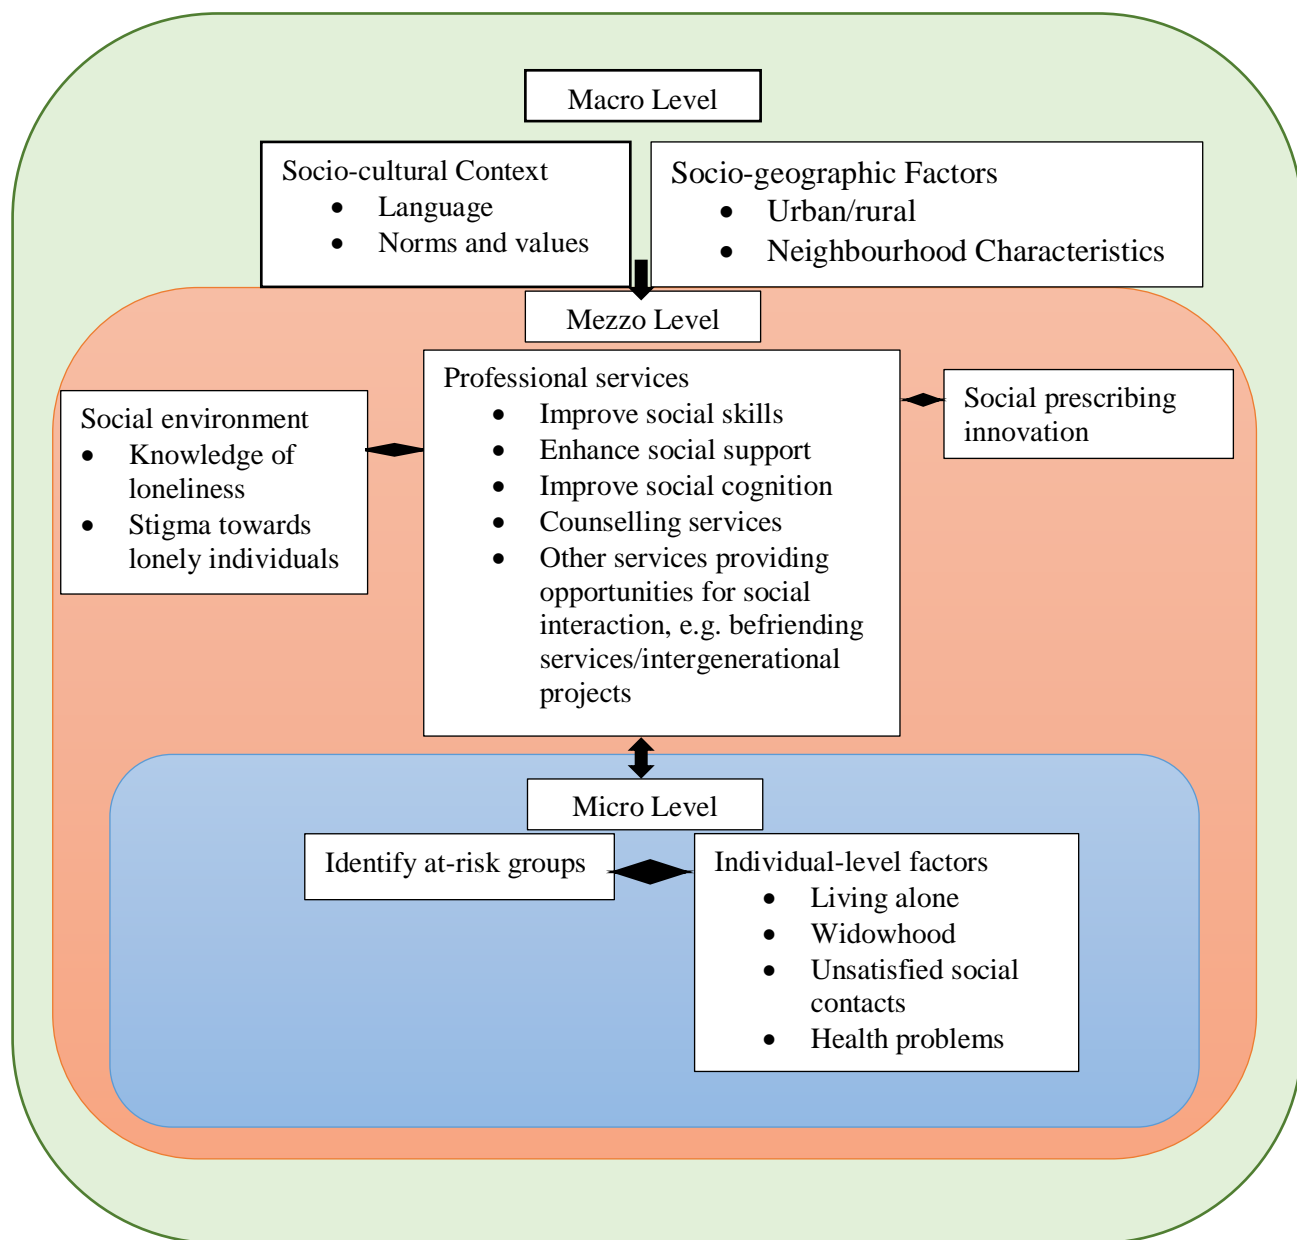 Macro Level
Socio-cultural Context
• Language
• Norms and values
Socio-geographic Factors
• Urban/rural
• Neighbourhood Characteristics
Mezzo Level
Social environment
• Knowledge of
loneliness
• Stigma towards
lonely individuals
Professional services
• Improve social skills
• Enhance social support
• Improve social cognition
• Counselling services
• Other services providing
opportunities for social
interaction, e.g. befriending
services/intergenerational
projects
Social prescribing
innovation
Micro Level
Identify at-risk groups
Individual-level factors
• Living alone
• Widowhood
• Unsatisfied social
contacts
• Health problems